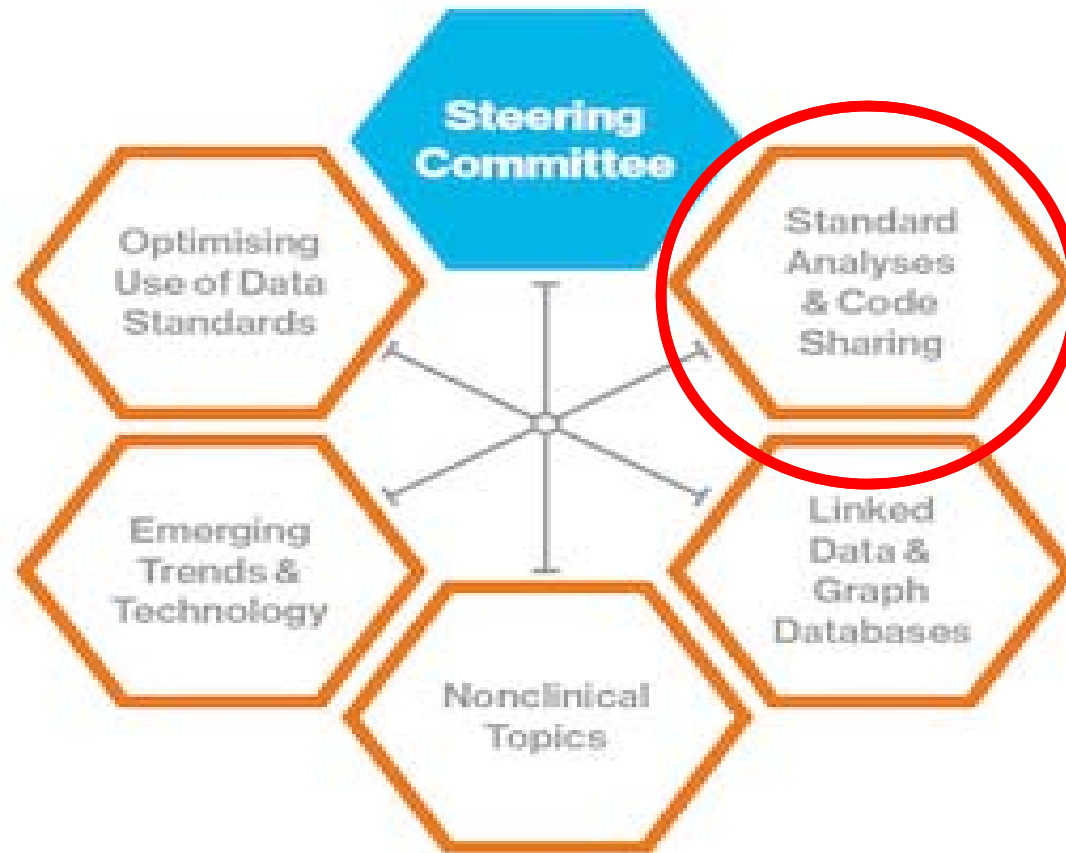 Steering
Committee
Optimising
Use of Data
Standards
Standard
Analyses
& Code
Sharing
Emerging
Trends &
Technology
Linked
Data &
Graph
Databases
Nonclinical
Topics